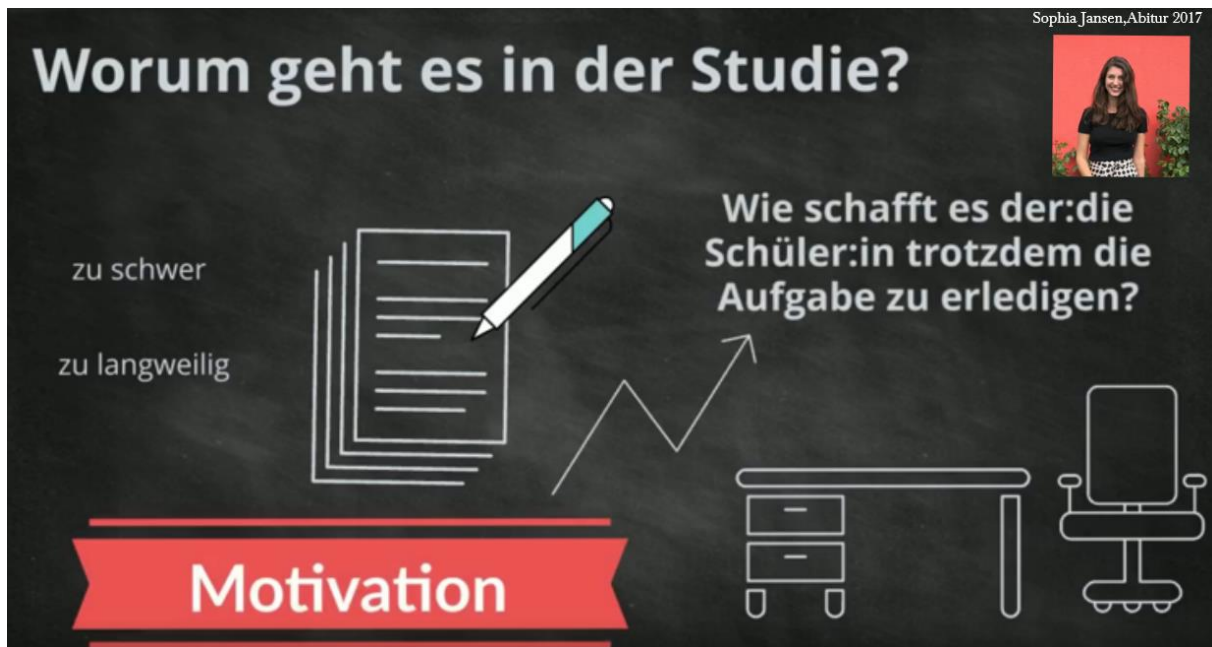 Sophia Jansen,Abitur 2017
Worum geht es in der Studie?
Wie schafft es der:die
Schüler:in trotzdem die
Aufgabe zu erledigen?
zu schwer
zu langweilig
Motivation